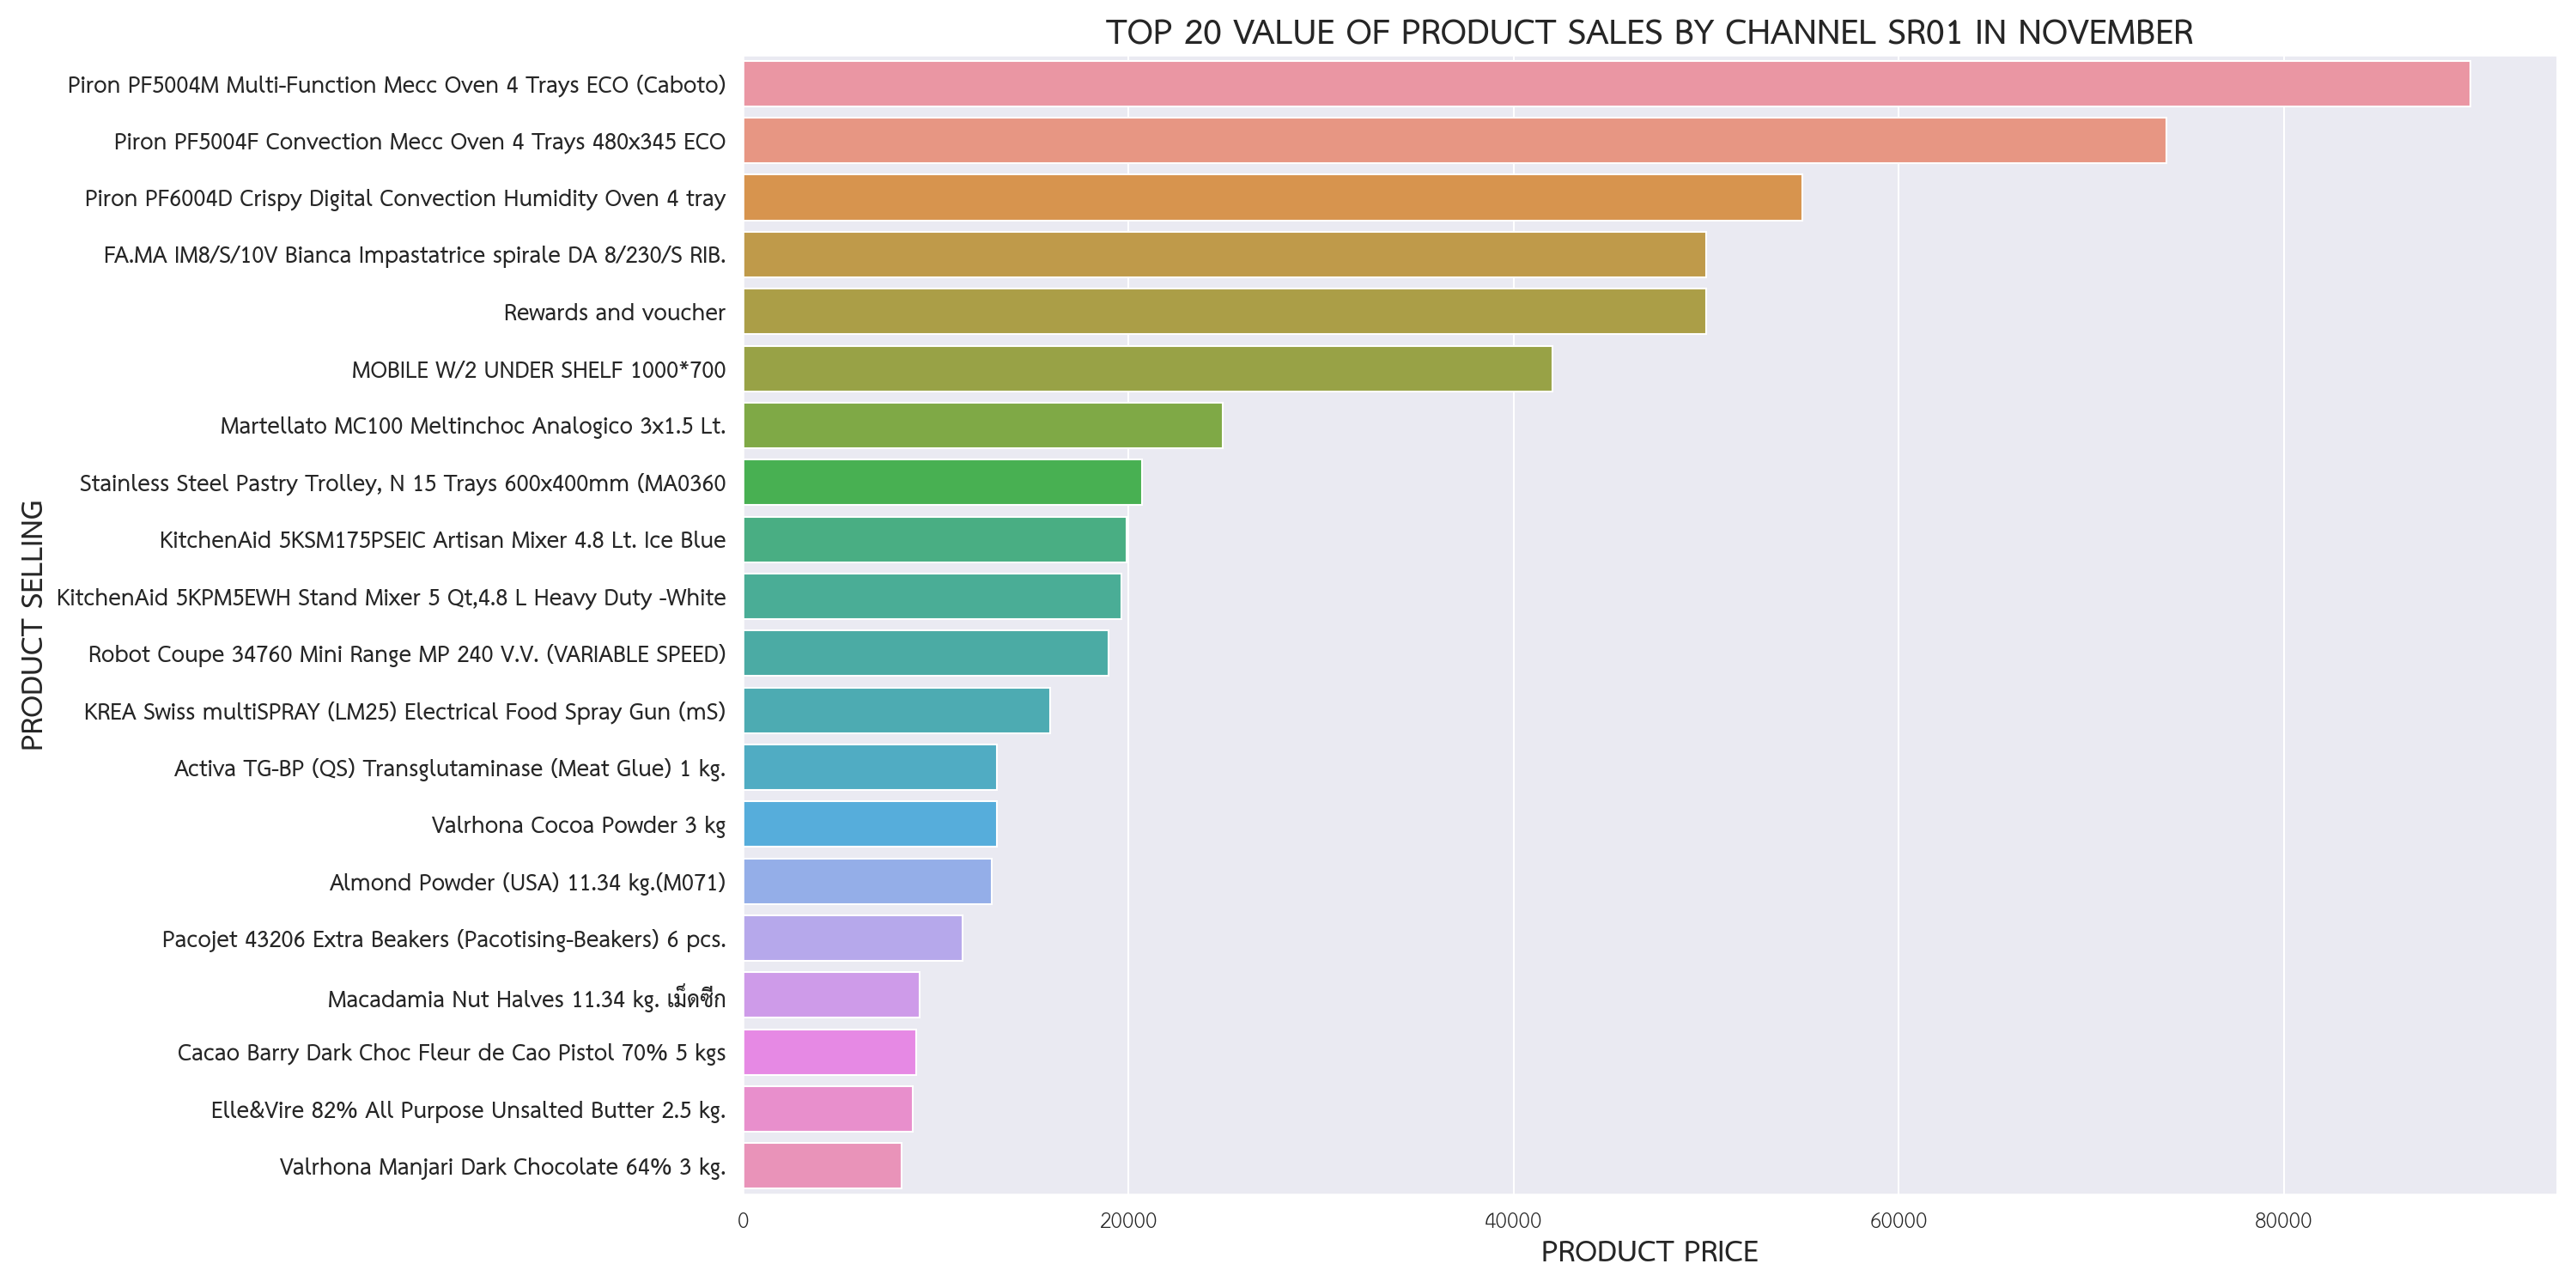 TOP 20 VALUE OF PRODUCT SALES BY CHANNEL SR01 IN NOVEMBER
PRODUCT SELLING
Piron PF5004M Multi-Function Mecc Oven 4 Trays ECO (Caboto)
Piron PF5004F Convection Mecc Oven 4 Trays 480x345 ECO
Piron PF6004D Crispy Digital Convection Humidity Oven 4 tray
FA.MA IM8/S/10V Bianca Impastatrice spirale DA 8/230/S RIB.
Rewards and voucher
MOBILE W/2 UNDER SHELF 1000*700
Martellato MC100 Meltinchoc Analogico 3x1.5 Lt.
Stainless Steel Pastry Trolley, N 15 Trays 600x400mm (MA0360
KitchenAid 5KSM175PSEIC Artisan Mixer 4.8 Lt. Ice Blue
KitchenAid 5KPM5EWH Stand Mixer 5 Qt,4.8 L Heavy Duty -White
Robot Coupe 34760 Mini Range MP 240 V.V. (VARIABLE SPEED)
KREA Swiss multiSPRAY (LM25) Electrical Food Spray Gun (mS)
Activa TG-BP (QS) Transglutaminase (Meat Glue) 1 kg.
Valrhona Cocoa Powder 3 kg
Almond Powder (USA) 11.34 kg.(M071)
Pacojet 43206 Extra Beakers (Pacotising-Beakers) 6 pcs.
Macadamia Nut Halves 11.34 kg. เม็ดซีก
Cacao Barry Dark Choc Fleur de Cao Pistol 70% 5 kgs
Elle&Vire 82% All Purpose Unsalted Butter 2.5 kg.
Valrhona Manjari Dark Chocolate 64% 3 kg.
0 20000 40000 60000 80000
PRODUCT PRICE